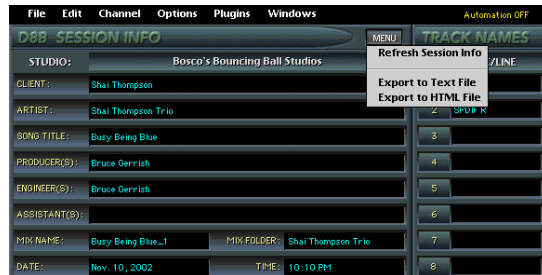 File Edit Channel Options Plugins Windows Automation OFF
D8B SESSION INFO MENU TRACK NAMES
Refresh Session Info
Export to Text File
Export to HTML File
STUDIO: Bosco's Bouncing Ball Studios /LINE
CLIENT: Shai Thompson
ARTIST: Shai Thompson Trio 2 SPDIF R
SONG TITLE: Busy Being Blue 3
PRODUCER(S): Bruce Gerrish 4
ENGINEER(S): Bruce Gerrish 5
ASSISTANT(S): 6
MIX NAME: Busy Being Blue_1 MIX FOLDER: Shai Thompson Trio 7
DATE: Nov. 10, 2002 TIME: 10:10 PM 8